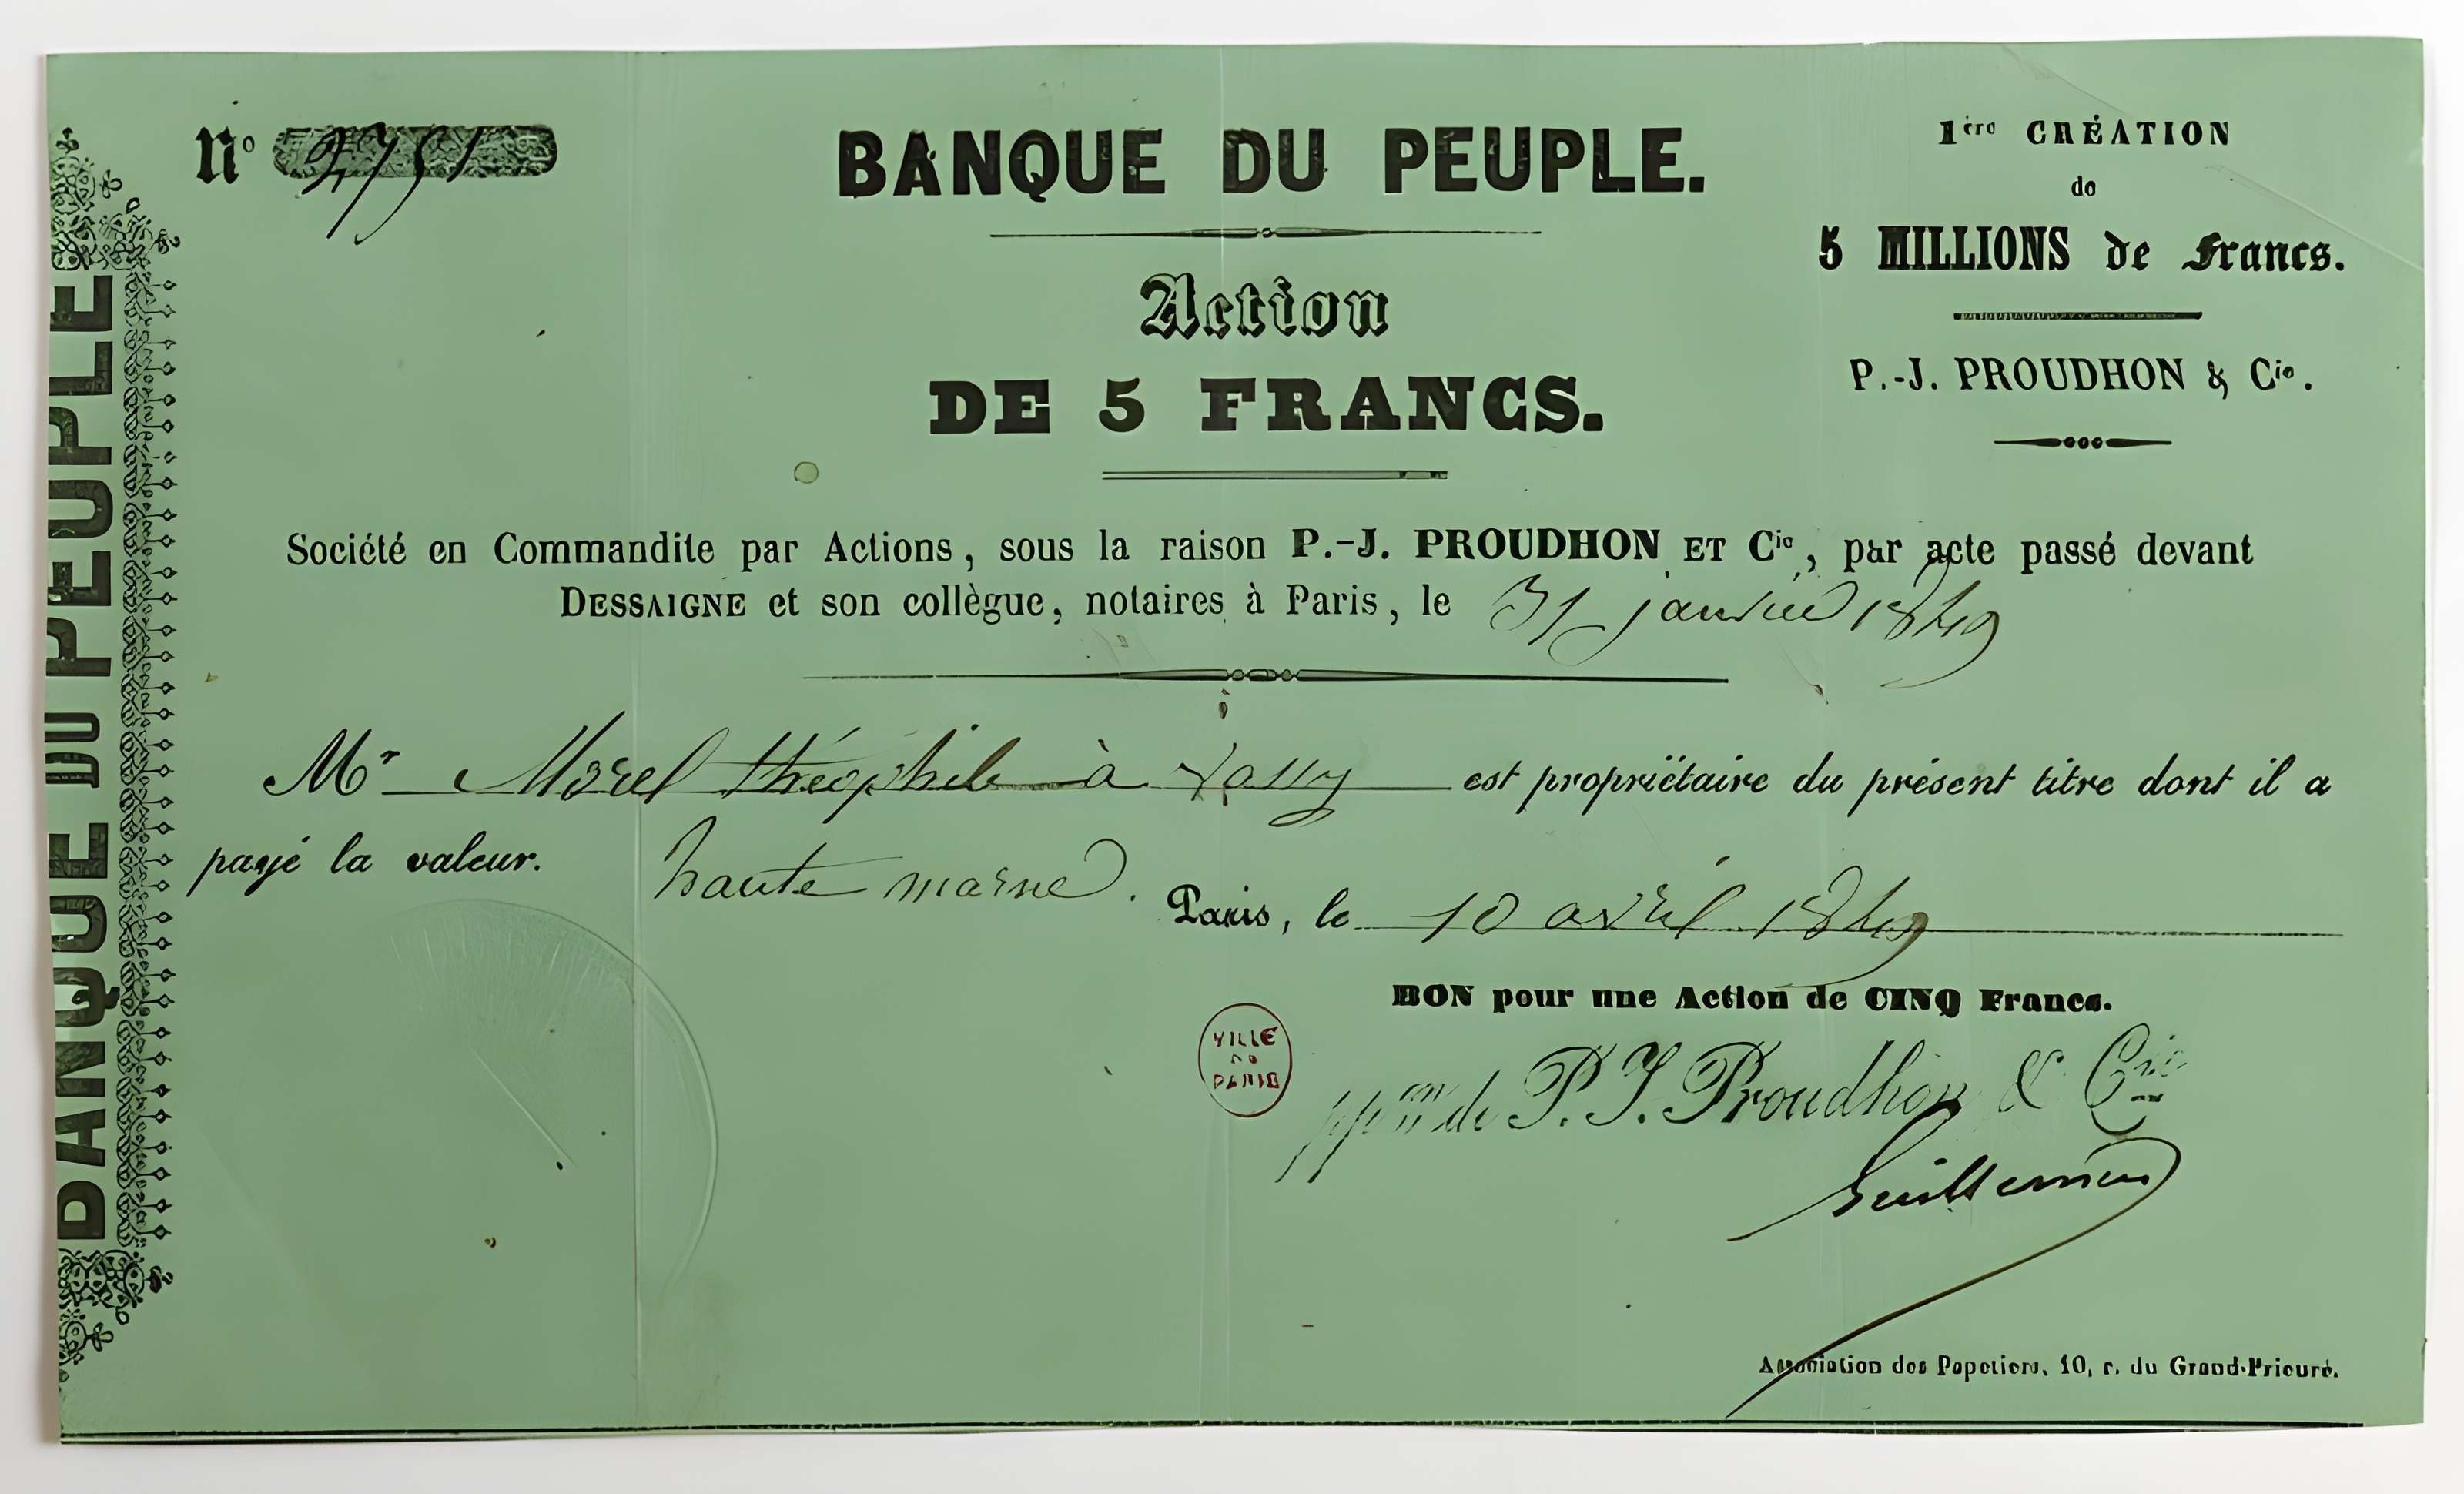 BANQUE DU PEUPLE
N° 2751
BANQUE DU PEUPLE.
Action
DE 5 FRANCS.
1ère CRÉATION
de
5 MILLIONS de Francs.
P.-J. PROUDHON & Cie.
Société en Commandite par Actions, sous la raison P.-J. PROUDHON ET Cie, par acte passé devant
DESSAIGNE et son collègue, notaires à Paris, le 31 janvier 1849
Mr Morel théophile à Vassy est propriétaire du présent titre dont il a
payé la valeur. haute marne.
Paris, le 10 avril 1849
BON pour une Action de CINQ Francs.
VILLE
DE
PARIS
de P. J. Proudhon & Cie
Guillemin
Association des Papetiers, 10, r. du Grand-Prieuré.